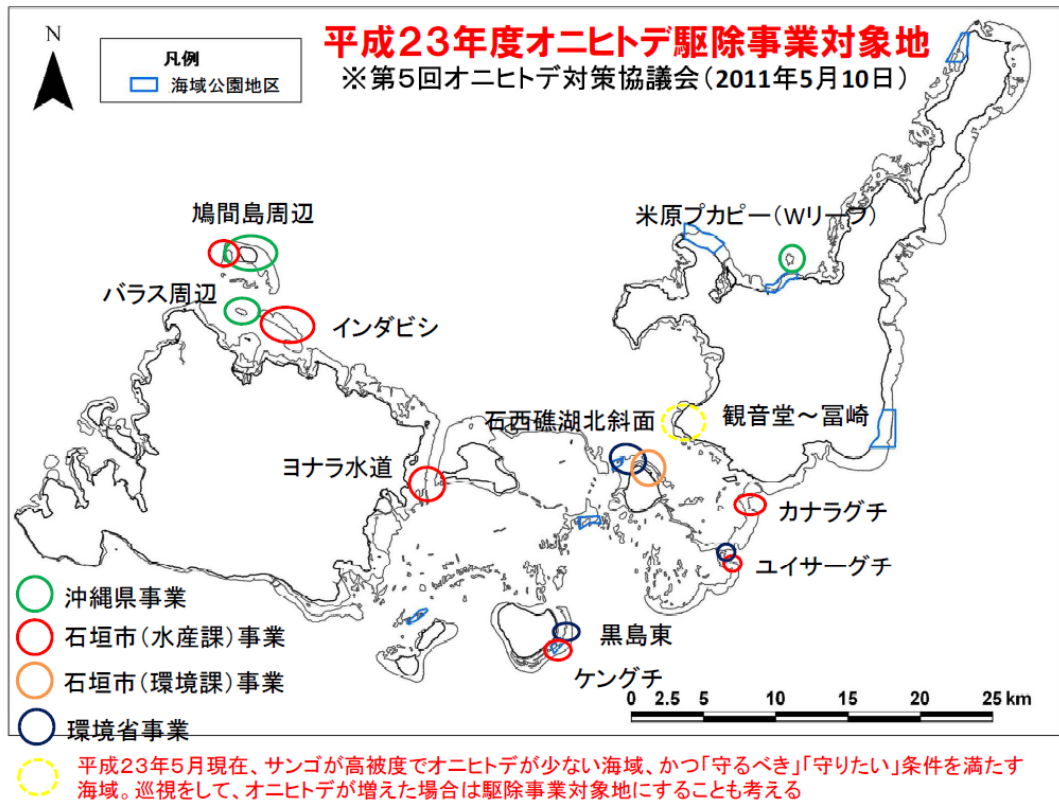 平成23年度オニヒトデ駆除事業対象地
※第5回オニヒトデ対策協議会(2011年5月10日)
N
凡例
海域公園地区
鳩間島周辺
米原プカピー(Wリーフ)
バラス周辺
インダビシ
石西礁湖北斜面
観音堂~冨崎
ヨナラ水道
カナラグチ
ユイサーグチ
沖縄県事業
石垣市(水産課)事業
黒島東
石垣市(環境課)事業
ケングチ
環境省事業
0 2.5 5 10 15 20 25 km
平成23年5月現在、サンゴが高被度でオニヒトデが少ない海域、かつ「守るべき」「守りたい」条件を満たす
海域。巡視をして、オニヒトデが増えた場合は駆除事業対象地にすることも考える